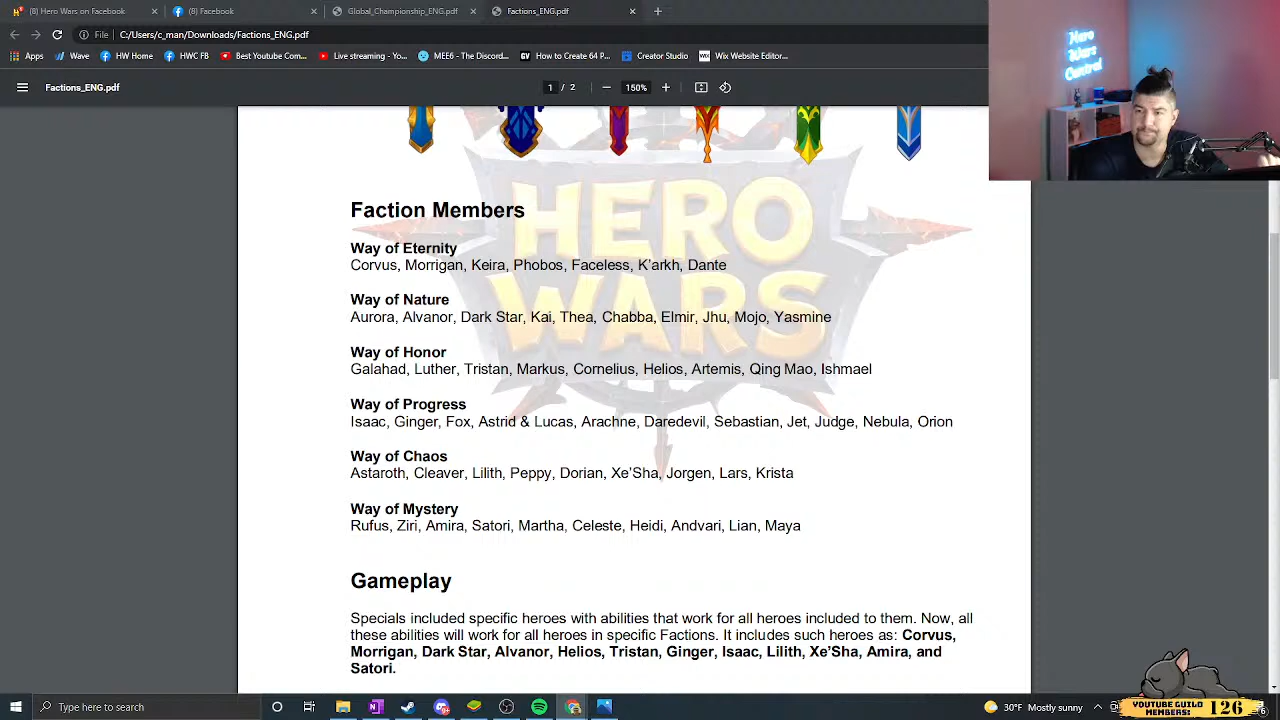 (8) Hero Wars on Facebook
(8) Facebook
Global_Championship_ENG.pdf
Factions_ENG.pdf
File
C:/Users/c_man/Downloads/Factions_ENG.pdf
Apps
Wave
HW Home
HWC FB
Best Youtube Com...
Live streaming - Yo...
MEE6 - The Discord...
How to Create 64 P...
Creator Studio
Wix Website Editor...
Factions_ENG.pdf
1 / 2
150%
Hero
Wars
Central
HERO
WARS
Faction Members
Way of Eternity
Corvus, Morrigan, Keira, Phobos, Faceless, K'arkh, Dante
Way of Nature
Aurora, Alvanor, Dark Star, Kai, Thea, Chabba, Elmir, Jhu, Mojo, Yasmine
Way of Honor
Galahad, Luther, Tristan, Markus, Cornelius, Helios, Artemis, Qing Mao, Ishmael
Way of Progress
Isaac, Ginger, Fox, Astrid & Lucas, Arachne, Daredevil, Sebastian, Jet, Judge, Nebula, Orion
Way of Chaos
Astaroth, Cleaver, Lilith, Peppy, Dorian, Xe'Sha, Jorgen, Lars, Krista
Way of Mystery
Rufus, Ziri, Amira, Satori, Martha, Celeste, Heidi, Andvari, Lian, Maya
Gameplay
Specials included specific heroes with abilities that work for all heroes included to them. Now, all
these abilities will work for all heroes in specific Factions. It includes such heroes as: Corvus,
Morrigan, Dark Star, Alvanor, Helios, Tristan, Ginger, Isaac, Lilith, Xe'Sha, Amira, and
Satori.
Type here to search
30°F Mostly sunny
YOUTUBE GUILD
MEMBERS:
126